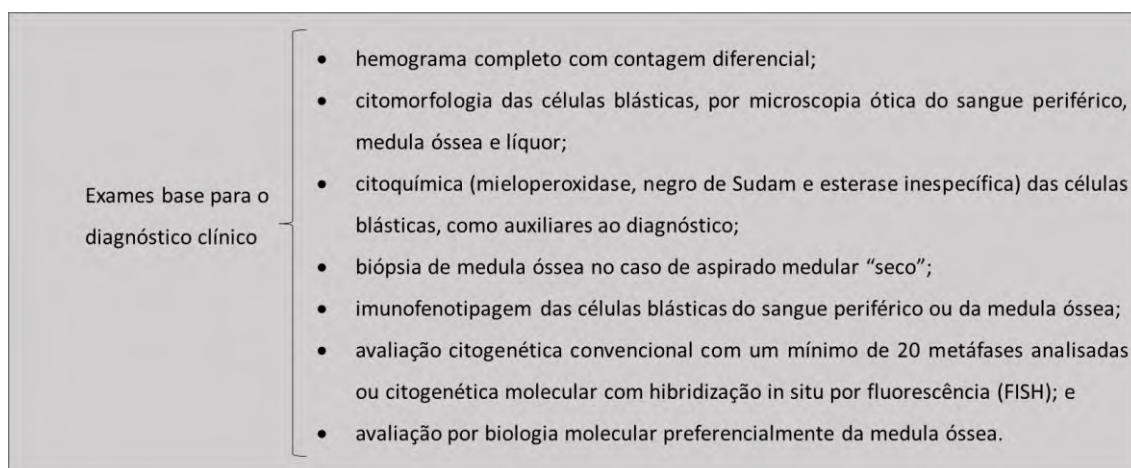 Exames base para o
diagnóstico clínico
• hemograma completo com contagem diferencial;
• citomorfologia das células blásticas, por microscopia ótica do sangue periférico,
medula óssea e líquor;
• citoquímica (mieloperoxidase, negro de Sudam e esterase inespecífica) das células
blásticas, como auxiliares ao diagnóstico;
• biópsia de medula óssea no caso de aspirado medular “seco”;
• imunofenotipagem das células blásticas do sangue periférico ou da medula óssea;
• avaliação citogenética convencional com um mínimo de 20 metáfases analisadas
ou citogenética molecular com hibridização in situ por fluorescência (FISH); e
• avaliação por biologia molecular preferencialmente da medula óssea.